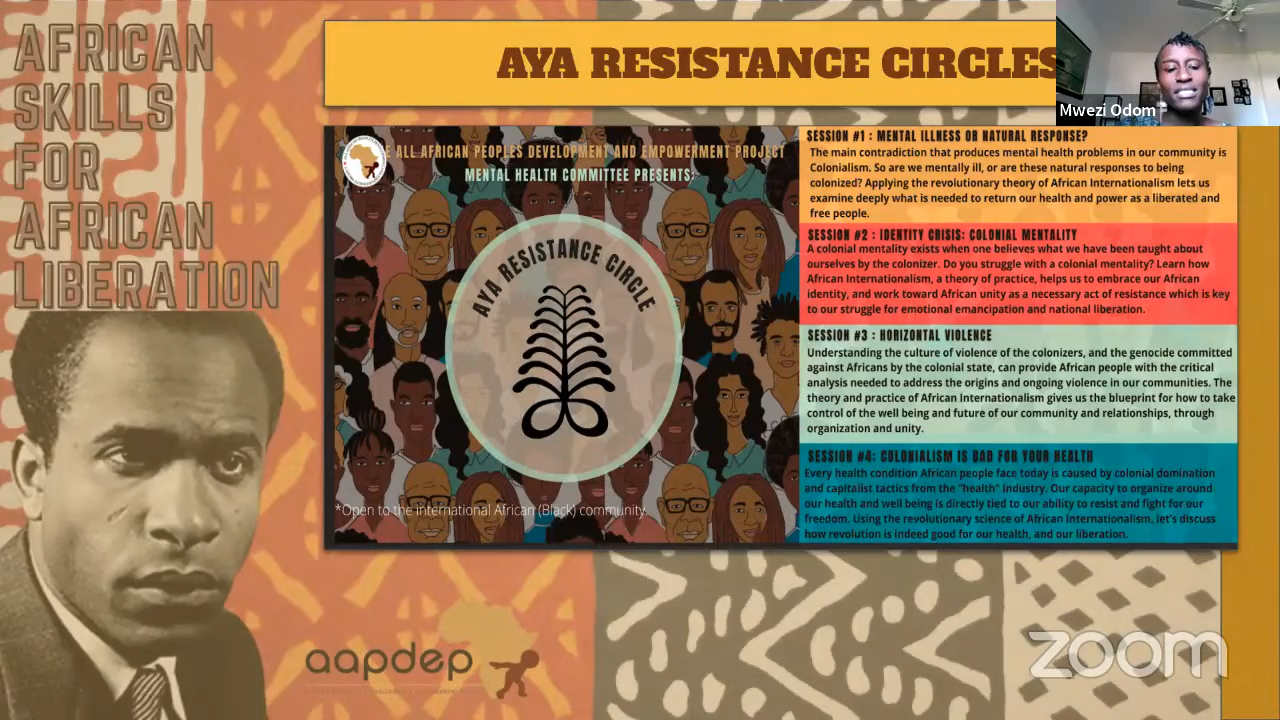 AFRICAN
SKILLS
FOR
AFRICAN
LIBERATION
AYA RESISTANCE CIRCLES
Mwezi Odom
E ALL AFRICAN PEOPLES DEVELOPMENT AND EMPOWERMENT PROJECT
MENTAL HEALTH COMMITTEE PRESENTS:
AYA RESISTANCE CIRCLE
*Open to the international African (Black) community.
SESSION #1 : MENTAL ILLNESS OR NATURAL RESPONSE?
The main contradiction that produces mental health problems in our community is
Colonialism. So are we mentally ill, or are these natural responses to being
colonized? Applying the revolutionary theory of African Internationalism lets us
examine deeply what is needed to return our health and power as a liberated and
free people.
SESSION #2 : IDENTITY CRISIS: COLONIAL MENTALITY
A colonial mentality exists when one believes what we have been taught about
ourselves by the colonizer. Do you struggle with a colonial mentality? Learn how
African Internationalism, a theory of practice, helps us to embrace our African
identity, and work toward African unity as a necessary act of resistance which is key
to our struggle for emotional emancipation and national liberation.
SESSION #3 : HORIZONTAL VIOLENCE
Understanding the culture of violence of the colonizers, and the genocide committed
against Africans by the colonial state, can provide African people with the critical
analysis needed to address the origins and ongoing violence in our communities. The
theory and practice of African Internationalism gives us the blueprint for how to take
control of the well being and future of our community and relationships, through
organization and unity.
SESSION #4: COLONIALISM IS BAD FOR YOUR HEALTH
Every health condition African people face today is caused by colonial domination
and capitalist tactics from the "health" industry. Our capacity to organize around
our health and well being is directly tied to our ability to resist and fight for our
freedom. Using the revolutionary science of African Internationalism, let's discuss
how revolution is indeed good for our health, and our liberation.
aapdep
zoom